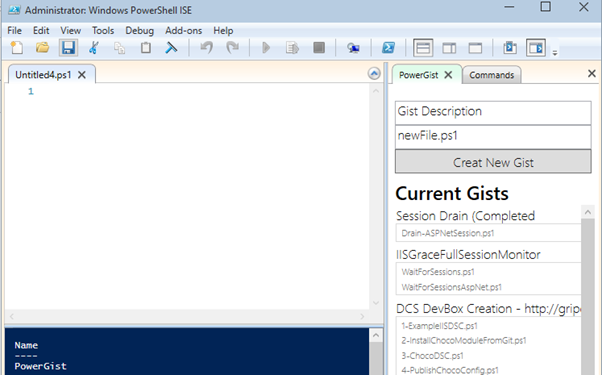 Administrator: Windows PowerShell ISE
File Edit View Tools Debug Add-ons Help
Untitled4.ps1
1
PowerGist
Commands
Gist Description
newFile.ps1
Creat New Gist
Current Gists
Session Drain (Completed
Drain-ASPNetSession.ps1
IISGraceFullSessionMonitor
WaitForSessions.ps1
WaitForSessionsAspNet.ps1
DCS DevBox Creation - http://gripc
1-ExampleIISDSC.ps1
2-InstallChocoModuleFromGit.ps1
3-ChocoDSC.ps1
4-PublishChocoConfig.ps1
Name
----
PowerGist